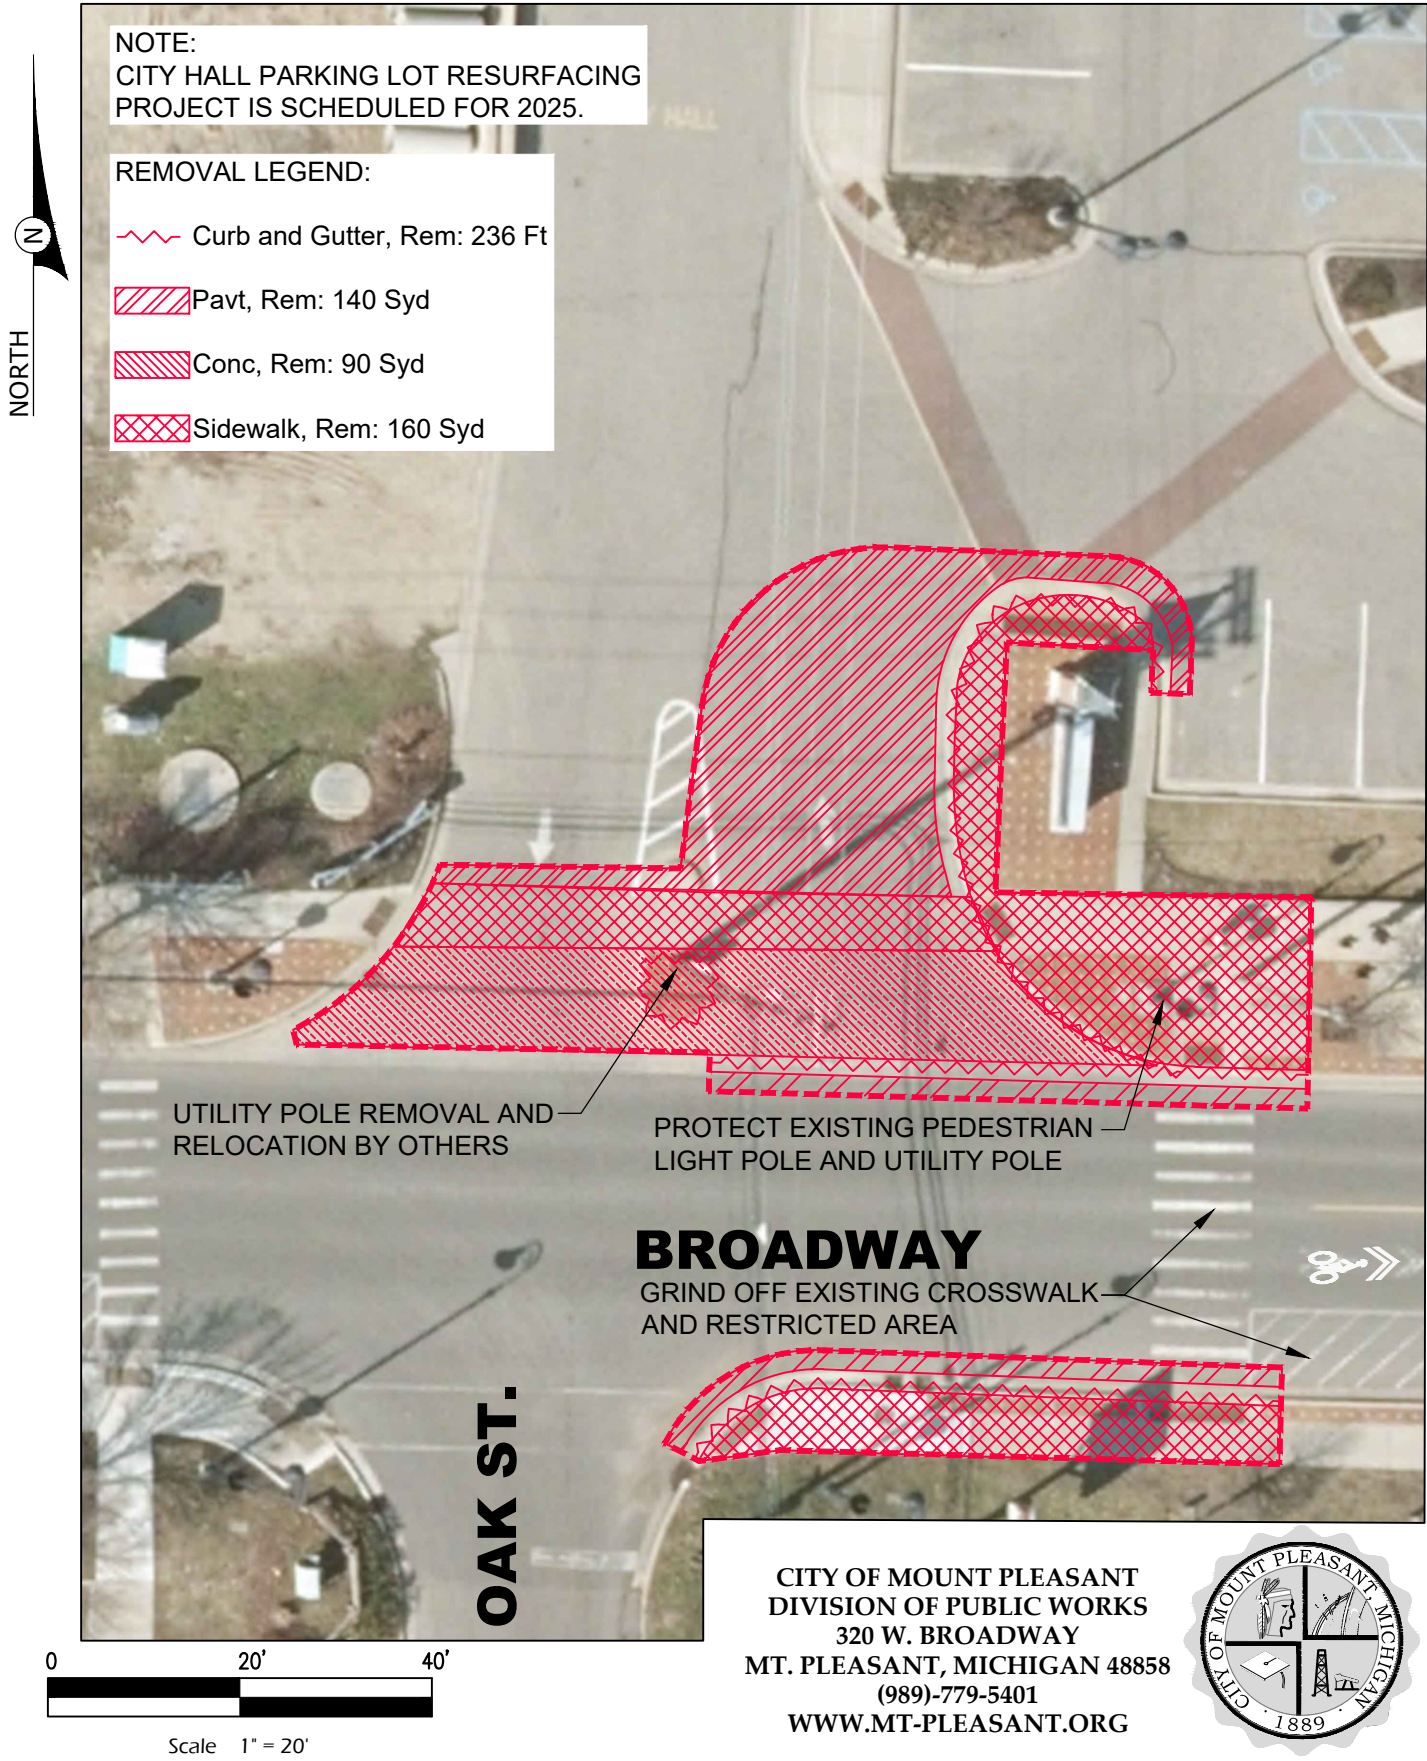 NOTE:
CITY HALL PARKING LOT RESURFACING
PROJECT IS SCHEDULED FOR 2025.
HALL
REMOVAL LEGEND:
Curb and Gutter, Rem: 236 Ft
Pavt, Rem: 140 Syd
Conc, Rem: 90 Syd
Sidewalk, Rem: 160 Syd
N
NORTH
UTILITY POLE REMOVAL AND
RELOCATION BY OTHERS
PROTECT EXISTING PEDESTRIAN
LIGHT POLE AND UTILITY POLE
BROADWAY
GRIND OFF EXISTING CROSSWALK
AND RESTRICTED AREA
OAK ST.
CITY OF MOUNT PLEASANT
DIVISION OF PUBLIC WORKS
320 W. BROADWAY
MT. PLEASANT, MICHIGAN 48858
(989)-779-5401
WWW.MT-PLEASANT.ORG
CITY OF MOUNT PLEASANT, MICHIGAN
· 1889 ·
0 20' 40'
Scale 1" = 20'